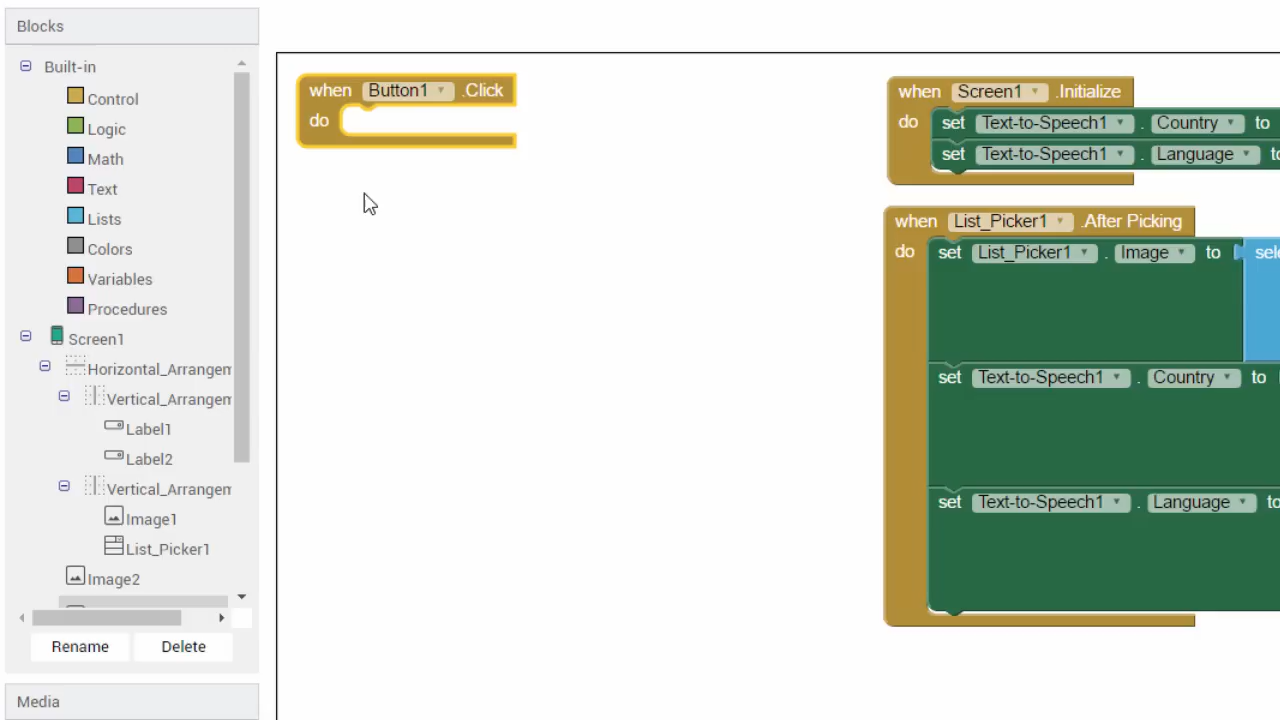 Blocks
Built-in
Control
Logic
Math
Text
Lists
Colors
Variables
Procedures
Screen1
Horizontal_Arrangem
Vertical_Arrangem
Label1
Label2
Vertical_Arrangem
Image1
List_Picker1
Image2
Rename Delete
Media
when Button1 .Click
do
when Screen1 .Initialize
do set Text-to-Speech1 . Country to
set Text-to-Speech1 . Language to
when List_Picker1 .After Picking
do set List_Picker1 . Image to sele
set Text-to-Speech1 . Country to
set Text-to-Speech1 . Language to